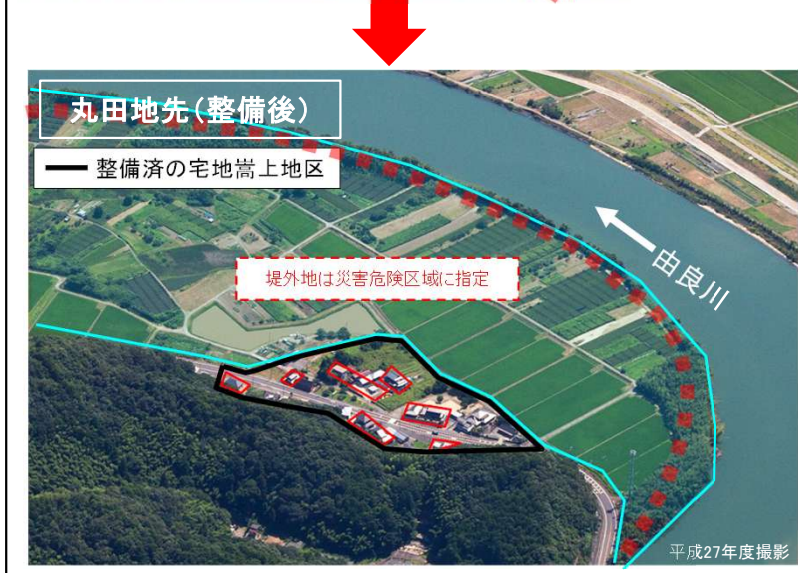 丸田地先(整備後)
整備済の宅地嵩上地区
堤外地は災害危険区域に指定
由良川
平成27年度撮影